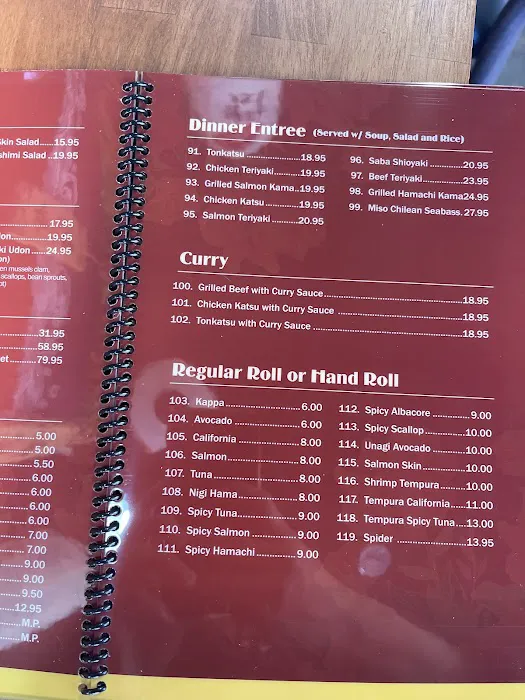 Skin Salad......15.95
shimi Salad..19.95
17.95
on............19.95
ki Udon......24.95
on)
en mussels clam,
scallops, bean sprouts,
31.95
58.95
et..........79.95
5.00
5.00
5.50
6.00
6.00
6.00
6.00
7.00
7.00
9.00
9.00
9.50
12.95
M.P.
M.P.
Dinner Entree (Served w/ Soup, Salad and Rice)
91. Tonkatsu......18.95
92. Chicken Teriyaki......19.95
93. Grilled Salmon Kama..19.95
94. Chicken Katsu......19.95
95. Salmon Teriyaki......20.95
96. Saba Shioyaki......20.95
97. Beef Teriyaki......23.95
98. Grilled Hamachi Kama24.95
99. Miso Chilean Seabass. 27.95
Curry
100. Grilled Beef with Curry Sauce......18.95
101. Chicken Katsu with Curry Sauce......18.95
102. Tonkatsu with Curry Sauce......18.95
Regular Roll or Hand Roll
103. Kappa......6.00
104. Avocado......6.00
105. California......8.00
106. Salmon......8.00
107. Tuna......8.00
108. Nigi Hama......8.00
109. Spicy Tuna......9.00
110. Spicy Salmon......9.00
111. Spicy Hamachi......9.00
112. Spicy Albacore......9.00
113. Spicy Scallop......10.00
114. Unagi Avocado......10.00
115. Salmon Skin......10.00
116. Shrimp Tempura......10.00
117. Tempura California......11.00
118. Tempura Spicy Tuna...13.00
119. Spider......13.95